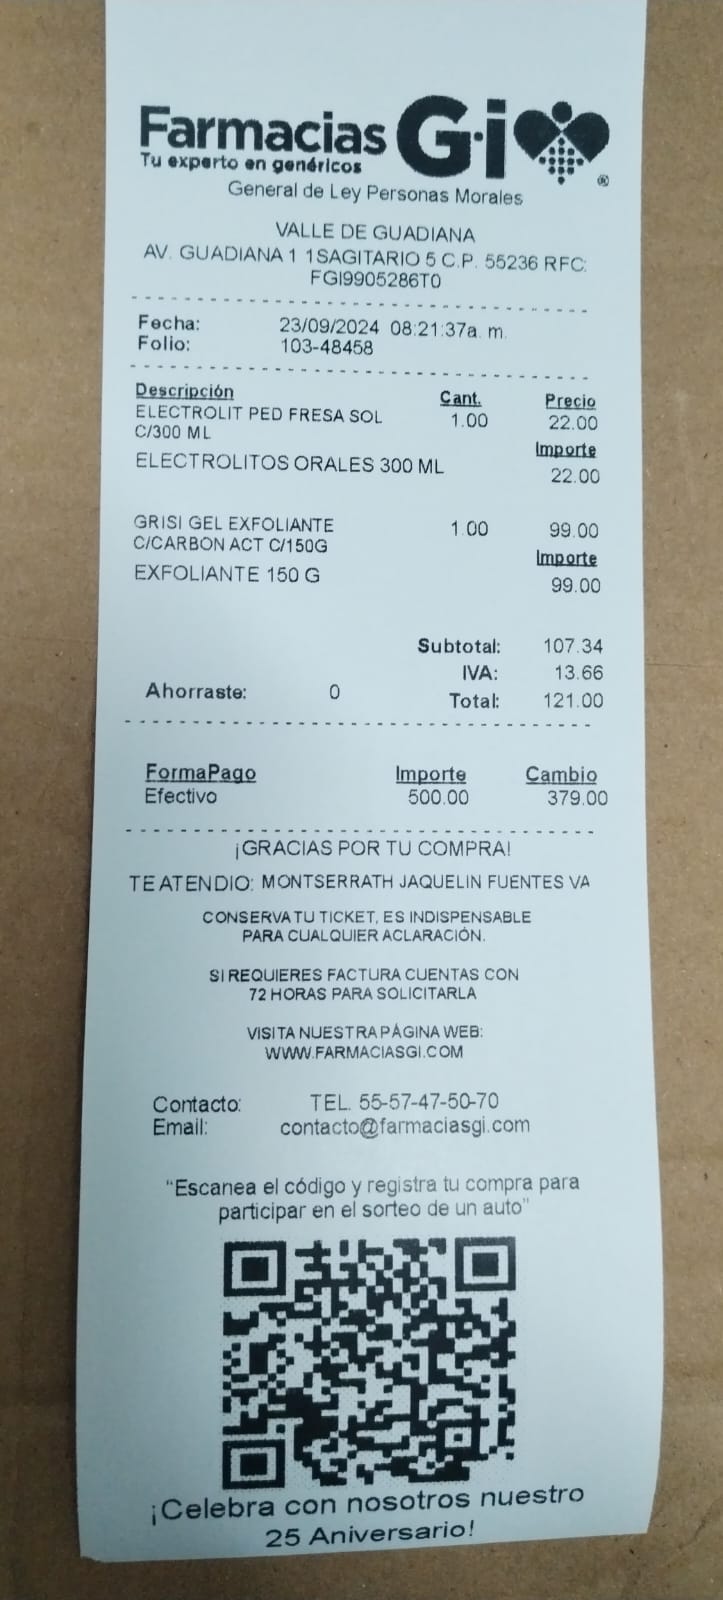 Farmacias G·i ®
Tu experto en genéricos
General de Ley Personas Morales
VALLE DE GUADIANA
AV. GUADIANA 1 1SAGITARIO 5 C.P. 55236 RFC:
FGI9905286T0
Fecha: 23/09/2024 08:21:37a. m.
Folio: 103-48458
Descripción Cant. Precio
ELECTROLIT PED FRESA SOL 1.00 22.00
C/300 ML Importe
ELECTROLITOS ORALES 300 ML 22.00
GRISI GEL EXFOLIANTE 1.00 99.00
C/CARBON ACT C/150G Importe
EXFOLIANTE 150 G 99.00
Subtotal: 107.34
IVA: 13.66
Ahorraste: 0 Total: 121.00
FormaPago Importe Cambio
Efectivo 500.00 379.00
¡GRACIAS POR TU COMPRA!
TE ATENDIO: MONTSERRATH JAQUELIN FUENTES VA
CONSERVA TU TICKET, ES INDISPENSABLE
PARA CUALQUIER ACLARACIÓN.
SI REQUIERES FACTURA CUENTAS CON
72 HORAS PARA SOLICITARLA
VISITA NUESTRA PÁGINA WEB:
WWW.FARMACIASGI.COM
Contacto: TEL. 55-57-47-50-70
Email: contacto@farmaciasgi.com
"Escanea el código y registra tu compra para
participar en el sorteo de un auto"
¡Celebra con nosotros nuestro
25 Aniversario!